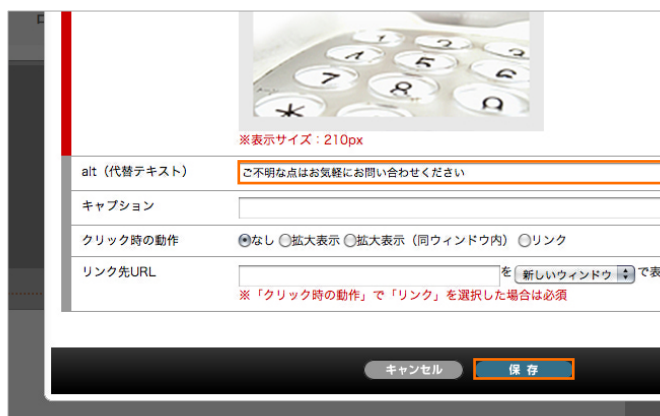 ※表示サイズ：210px
alt（代替テキスト）
ご不明な点はお気軽にお問い合わせください
キャプション
クリック時の動作
なし 拡大表示 拡大表示（同ウィンドウ内） リンク
リンク先URL
を 新しいウィンドウ で表
※「クリック時の動作」で「リンク」を選択した場合は必須
キャンセル 保存